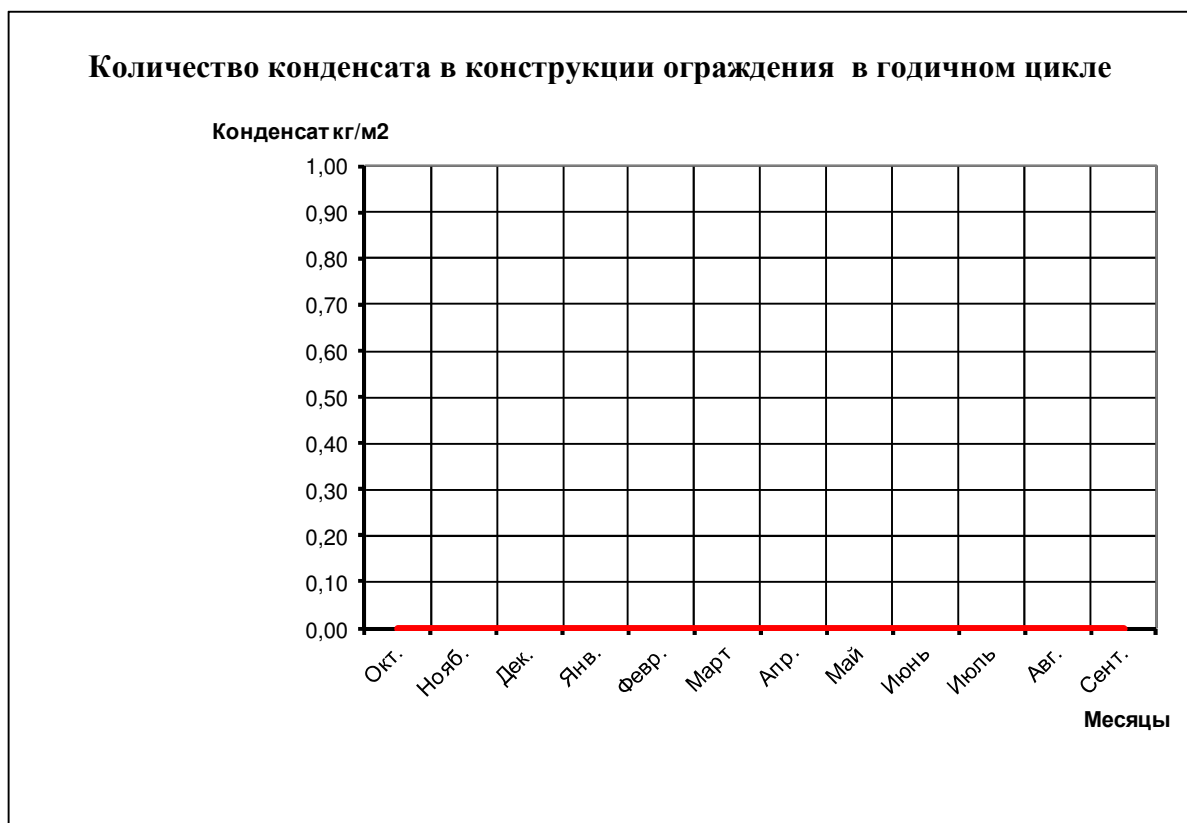 Количество конденсата в конструкции ограждения в годичном цикле
Конденсат кг/м2
1,00
0,90
0,80
0,70
0,60
0,50
0,40
0,30
0,20
0,10
0,00
Окт.
Нояб.
Дек.
Янв.
Февр.
Март
Апр.
Май
Июнь
Июль
Авг.
Сент.
Месяцы